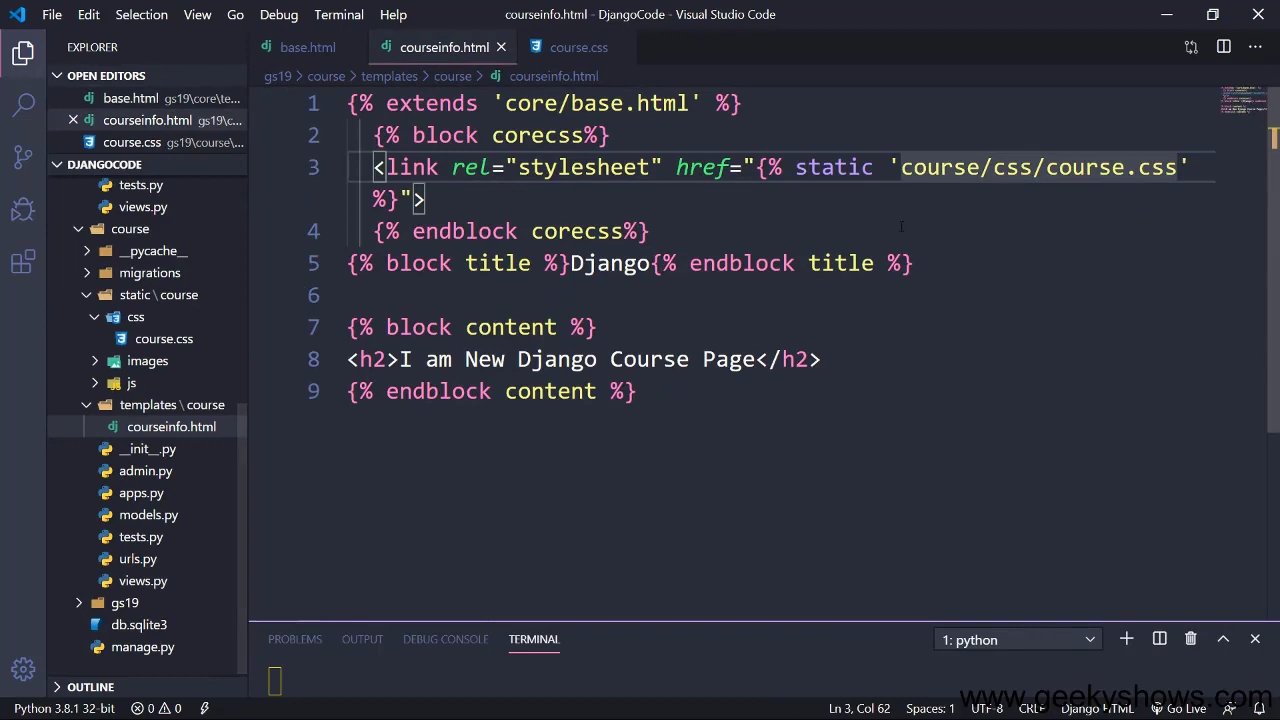 File Edit Selection View Go Debug Terminal Help courseinfo.html - DjangoCode - Visual Studio Code
EXPLORER
OPEN EDITORS
base.html gs19\core\te...
courseinfo.html gs19\c...
course.css gs19\course\...
DJANGOCODE
tests.py
views.py
course
__pycache__
migrations
static \ course
css
course.css
images
js
templates \ course
courseinfo.html
__init__.py
admin.py
apps.py
models.py
tests.py
urls.py
views.py
gs19
db.sqlite3
manage.py
OUTLINE
base.html courseinfo.html course.css
gs19 > course > templates > course > courseinfo.html
1 {% extends 'core/base.html' %}
2 {% block corecss%}
3 <link rel="stylesheet" href="{% static 'course/css/course.css'
%}">
4 {% endblock corecss%}
5 {% block title %}Django{% endblock title %}
6
7 {% block content %}
8 <h2>I am New Django Course Page</h2>
9 {% endblock content %}
PROBLEMS OUTPUT DEBUG CONSOLE TERMINAL 1: python
www.geekyshows.com
Python 3.8.1 32-bit 0 0 Ln 3, Col 62 Spaces: 1 UTF-8 CRLF Django HTML Go Live